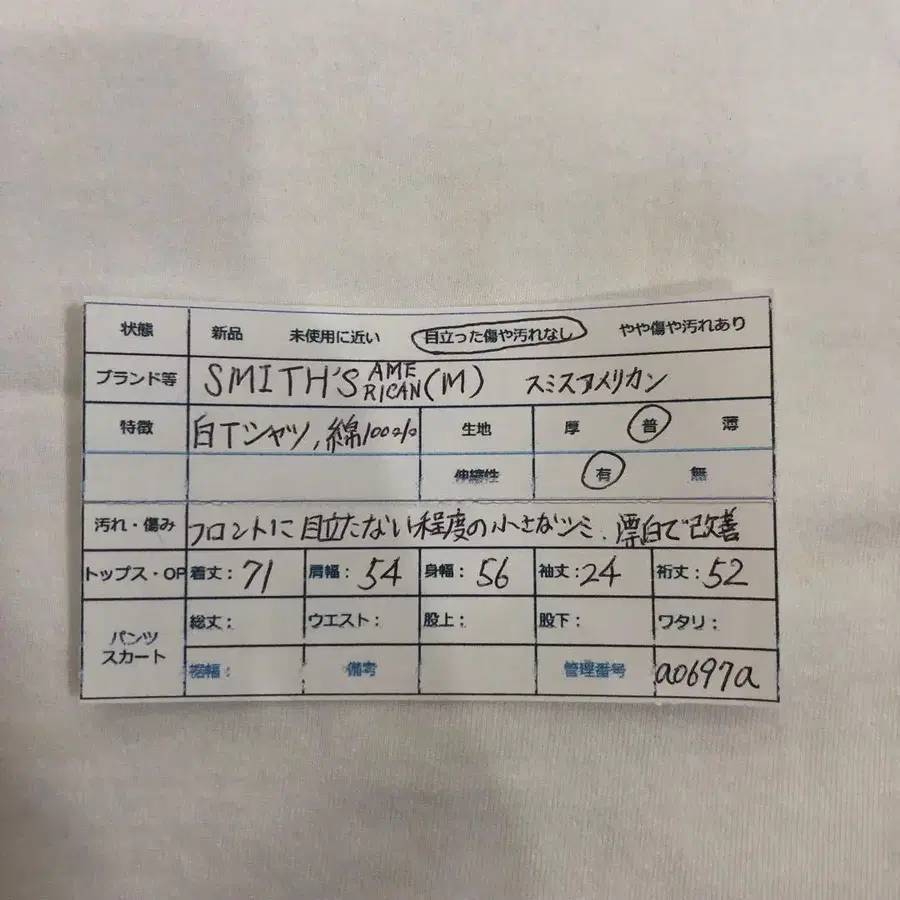 状態 新品 未使用に近い 目立った傷や汚れなし やや傷や汚れあり
ブランド等 SMITH'S AMERICAN (M) スミスアメリカン
特徴 白Tシャツ, 綿100% 生地 厚 普 薄
伸縮性 有 無
汚れ・傷み フロントに目立たない程度の小さなシミ、漂白で改善
トップス・OP 着丈:71 肩幅:54 身幅:56 袖丈:24 裄丈:52
パンツ スカート 総丈: ウエスト: 股上: 股下: ワタリ:
裾幅: 備考 管理番号 a0697a